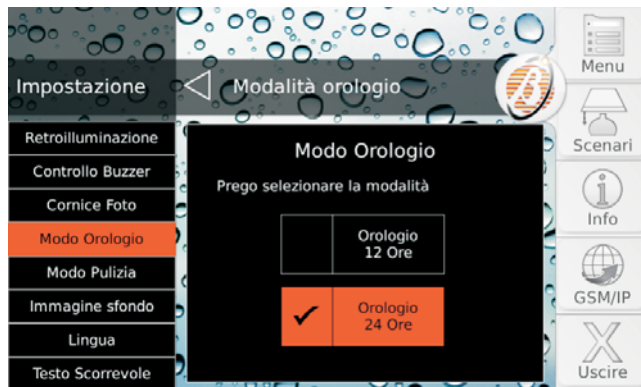 Impostazione
Modalità orologio
Retroilluminazione
Controllo Buzzer
Cornice Foto
Modo Orologio
Modo Pulizia
Immagine sfondo
Lingua
Testo Scorrevole
Modo Orologio
Prego selezionare la modalità
Orologio
12 Ore
Orologio
24 Ore
Menu
Scenari
Info
GSM/IP
Uscire